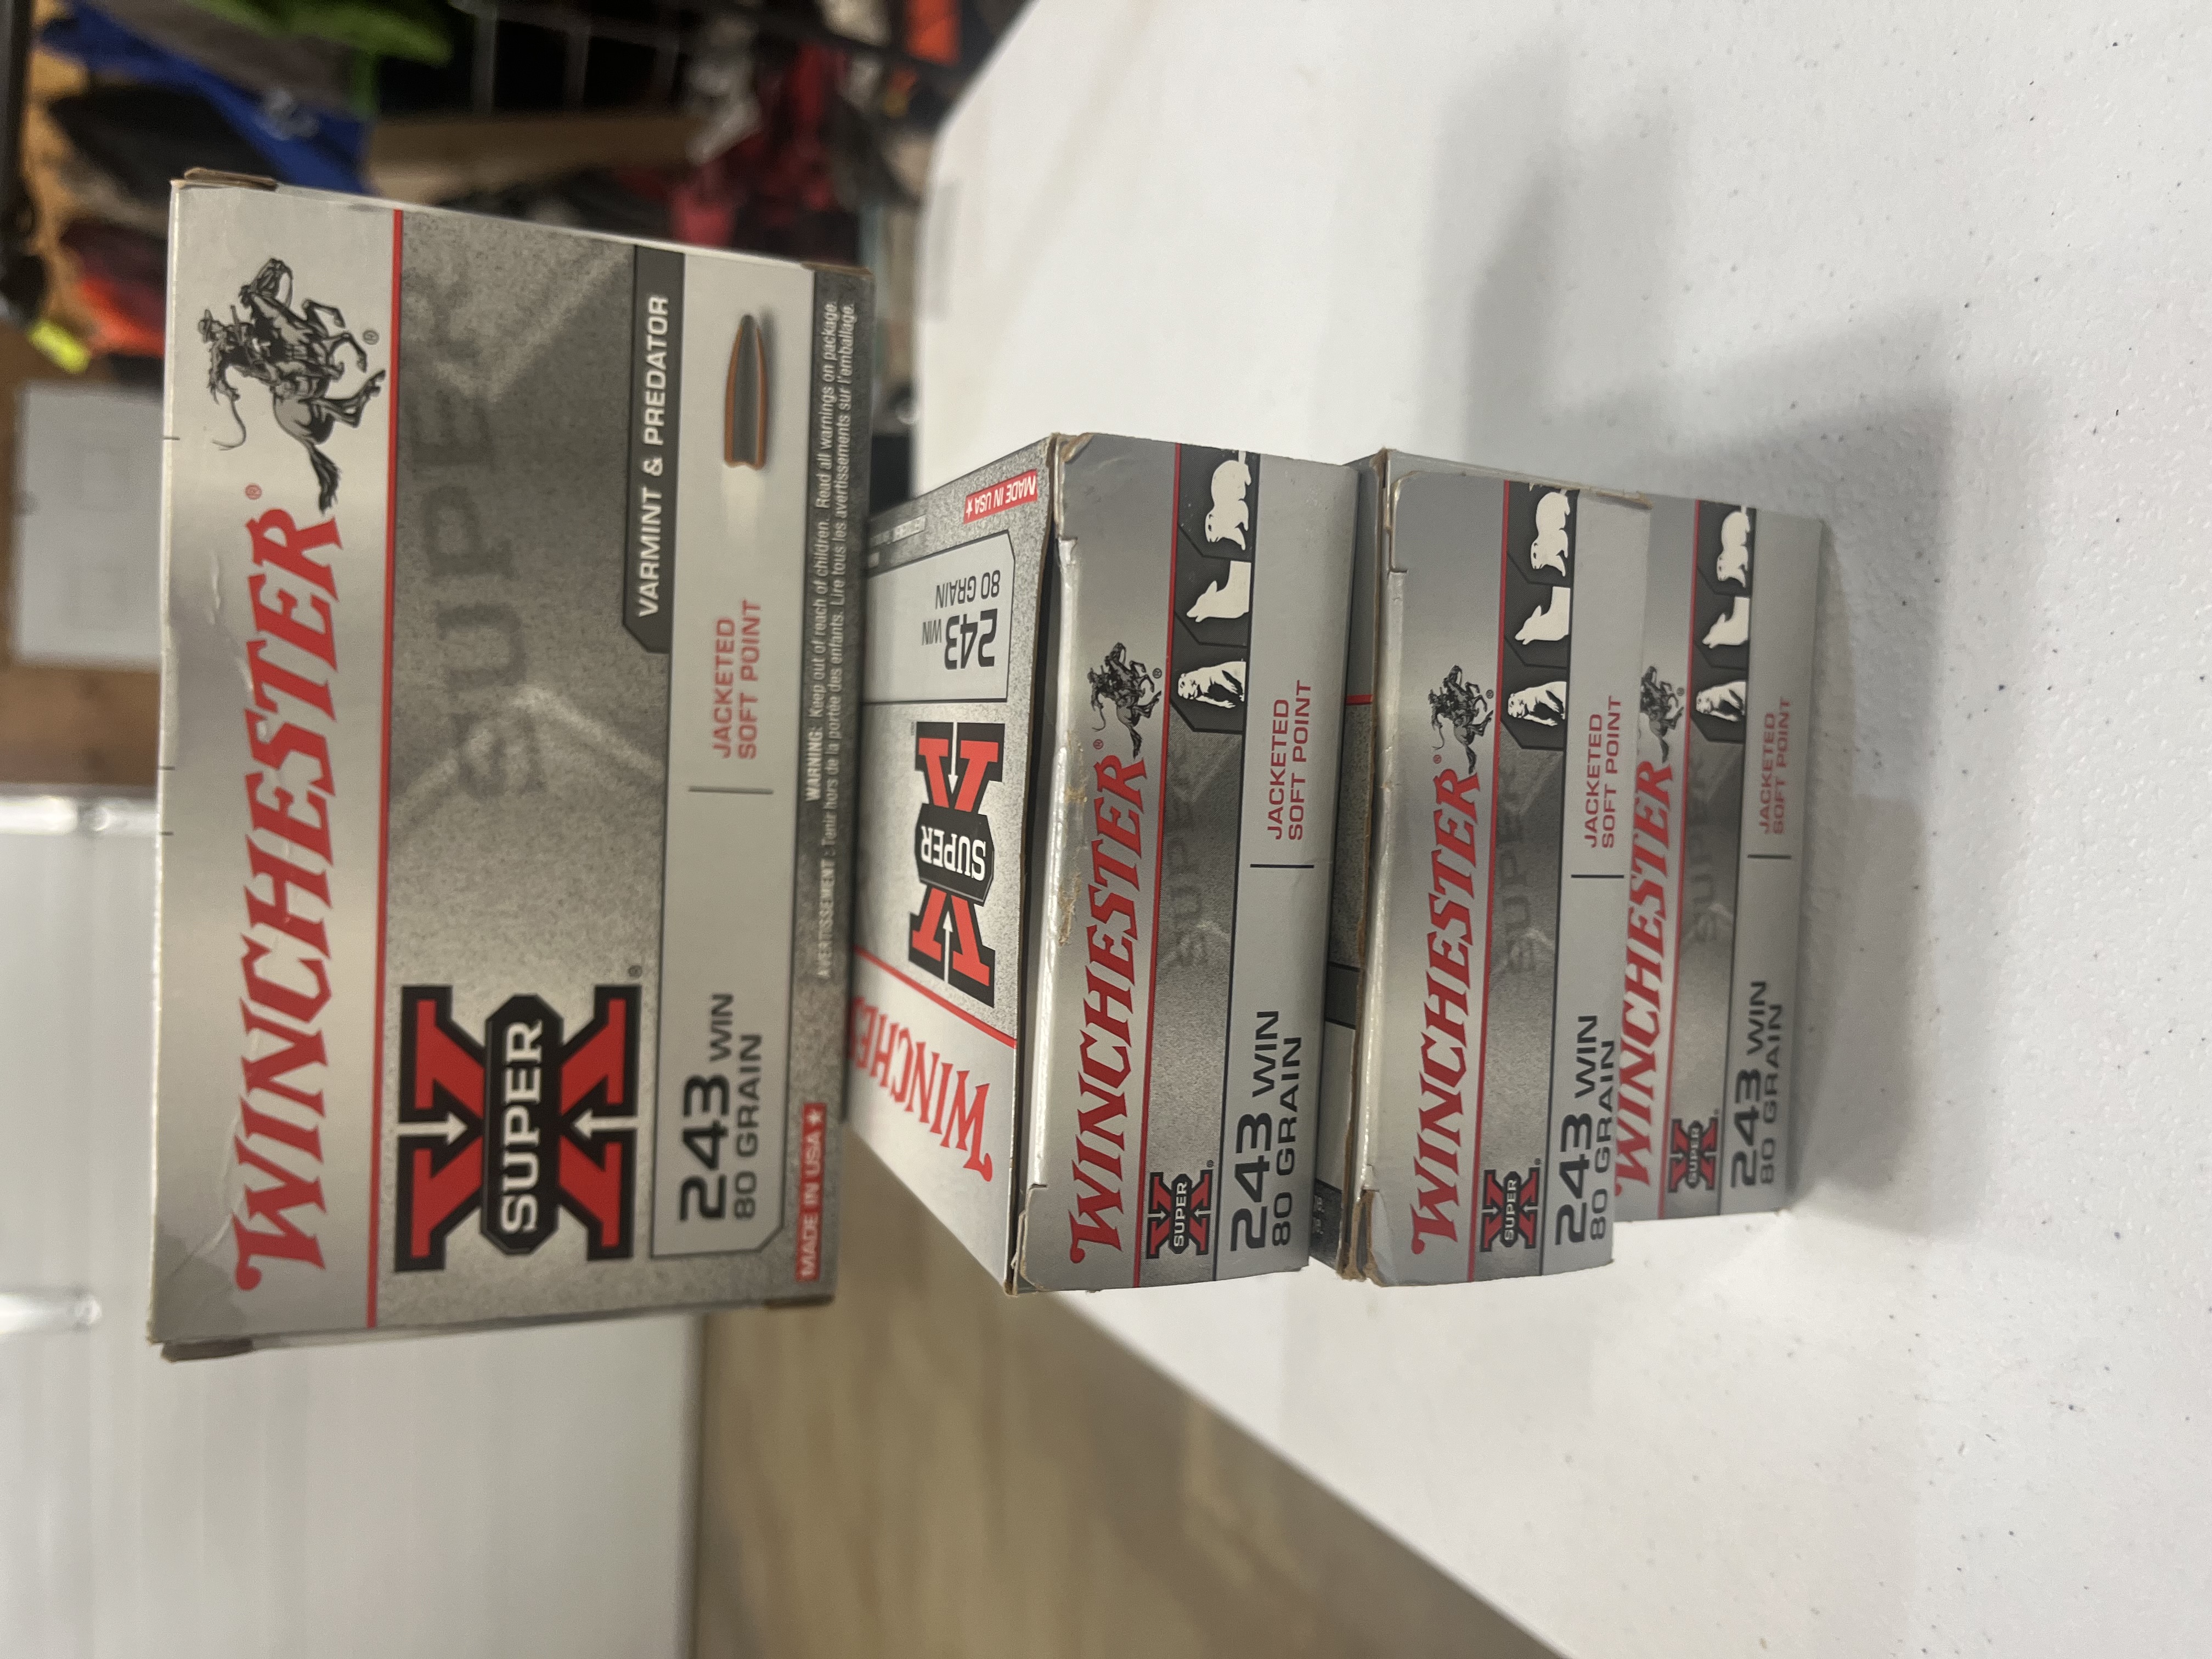 WINCHESTER®
Super
SUPER X®
VARMINT & PREDATOR
243 WIN
80 GRAIN
JACKETED
SOFT POINT
MADE IN USA
WARNING: Keep out of reach of children. Read all warnings on package.
AVERTISSEMENT : Tenir hors de la portée des enfants. Lire tous les avertissements sur l'emballage.
WINCHES
SUPER X
243 WIN
80 GRAIN
MADE IN USA
WINCHESTER®
SUPER X®
Super
243 WIN
80 GRAIN
JACKETED
SOFT POINT
WINCHESTER®
SUPER X®
Super
243 WIN
80 GRAIN
JACKETED
SOFT POINT
WINCHESTER
SUPER X®
Super
243 WIN
80 GRAIN
JACKETED
SOFT POINT